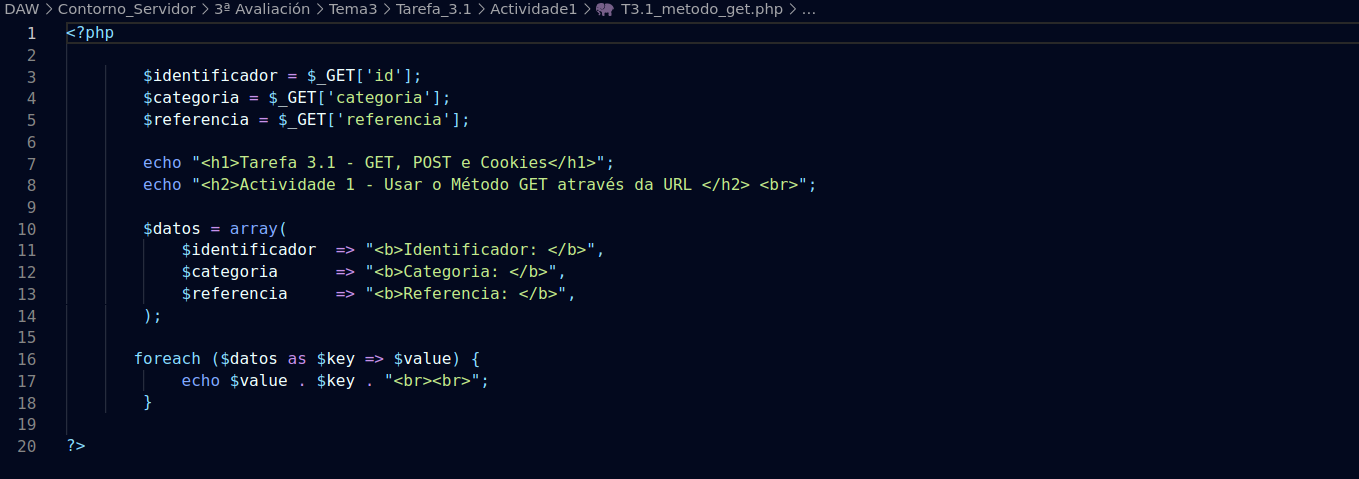 DAW > Contorno_Servidor > 3ª Avaliación > Tema3 > Tarefa_3.1 > Actividade1 > T3.1_metodo_get.php > ...
1 <?php
2
3 $identificador = $_GET['id'];
4 $categoria = $_GET['categoria'];
5 $referencia = $_GET['referencia'];
6
7 echo "<h1>Tarefa 3.1 - GET, POST e Cookies</h1>";
8 echo "<h2>Actividade 1 - Usar o Método GET através da URL </h2> <br>";
9
10 $datos = array(
11 $identificador => "<b>Identificador: </b>",
12 $categoria => "<b>Categoria: </b>",
13 $referencia => "<b>Referencia: </b>",
14 );
15
16 foreach ($datos as $key => $value) {
17 echo $value . $key . "<br><br>";
18 }
19
20 ?>